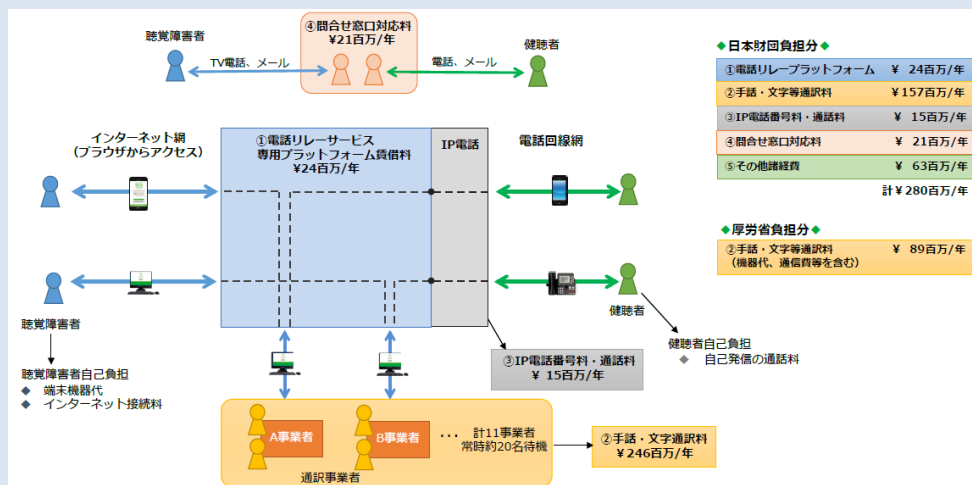 ④問合せ窓口対応料
¥21百万/年
聴覚障害者
健聴者
TV電話、メール
電話、メール
インターネット網
(ブラウザからアクセス)
①電話リレーサービス
専用プラットフォーム賃借料
¥24百万/年
IP電話
電話回線網
聴覚障害者
聴覚障害者自己負担
◆ 端末機器代
◆ インターネット接続料
健聴者
健聴者自己負担
◆ 自己発信の通話料
③IP電話番号料・通話料
¥ 15百万/年
A事業者
B事業者
… 計11事業者
常時約20名待機
通訳事業者
②手話・文字通訳料
¥246百万/年
◆日本財団負担分◆
①電話リレープラットフォーム ¥ 24百万/年
②手話・文字等通訳料 ¥157百万/年
③IP電話番号料・通話料 ¥ 15百万/年
④問合せ窓口対応料 ¥ 21百万/年
⑤その他諸経費 ¥ 63百万/年
計¥280百万/年
◆厚労省負担分◆
②手話・文字等通訳料 ¥ 89百万/年
(機器代、通信費等を含む)